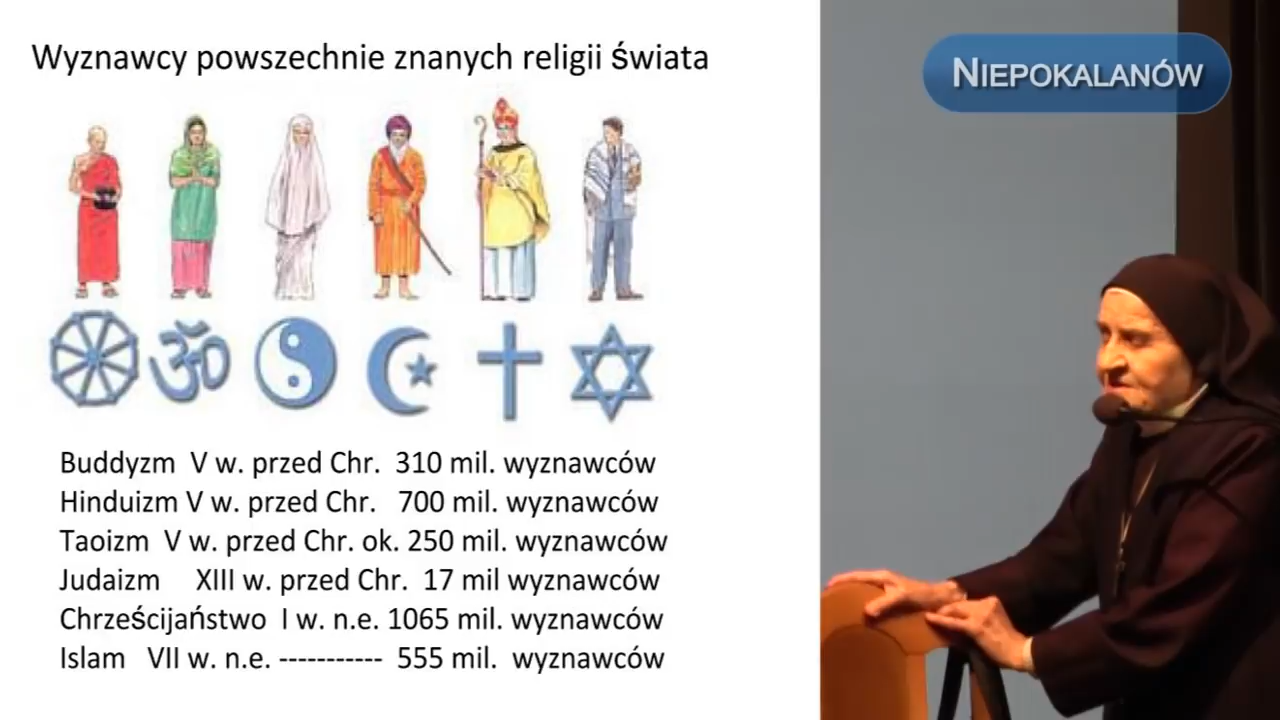 Wyznawcy powszechnie znanych religii świata
NIEPOKALANÓW
Buddyzm V w. przed Chr. 310 mil. wyznawców
Hinduizm V w. przed Chr. 700 mil. wyznawców
Taoizm V w. przed Chr. ok. 250 mil. wyznawców
Judaizm XIII w. przed Chr. 17 mil wyznawców
Chrześcijaństwo I w. n.e. 1065 mil. wyznawców
Islam VII w. n.e. ----------- 555 mil. wyznawców